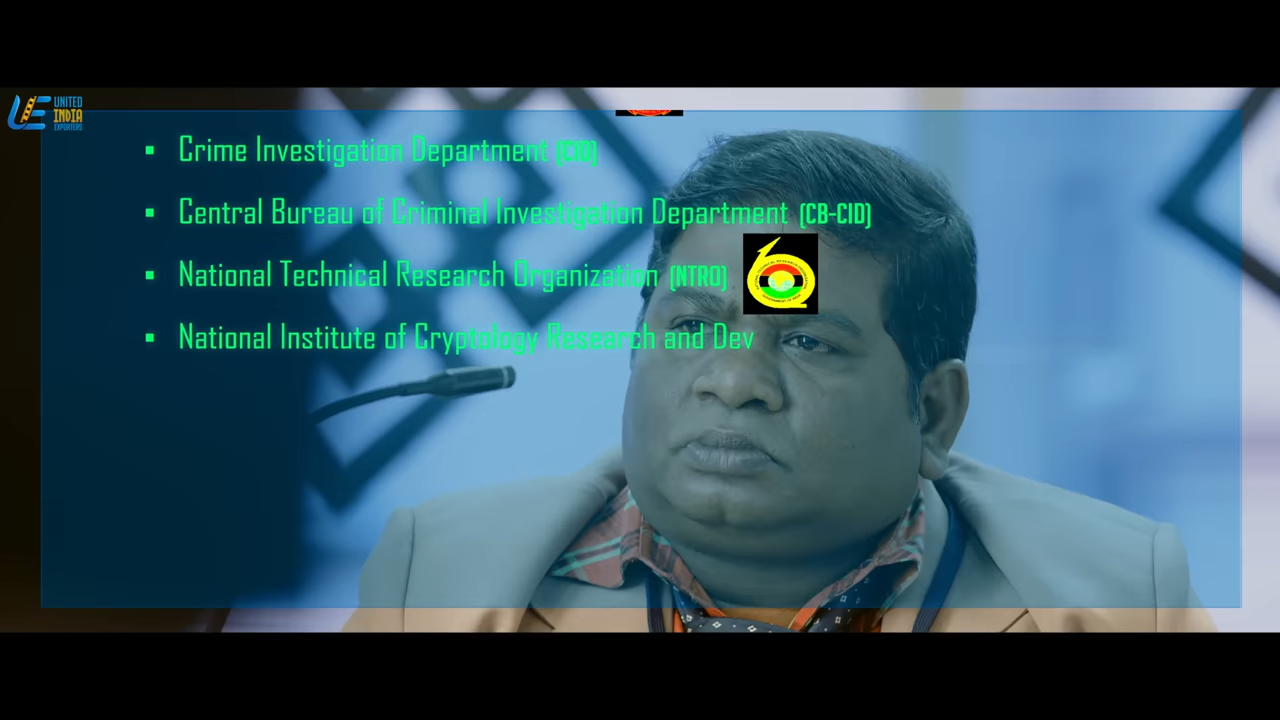 UNITED
INDIA
EXPORTERS
Crime Investigation Department (CID)
Central Bureau of Criminal Investigation Department (CB-CID)
National Technical Research Organization (NTRO)
National Institute of Cryptology Research and Dev